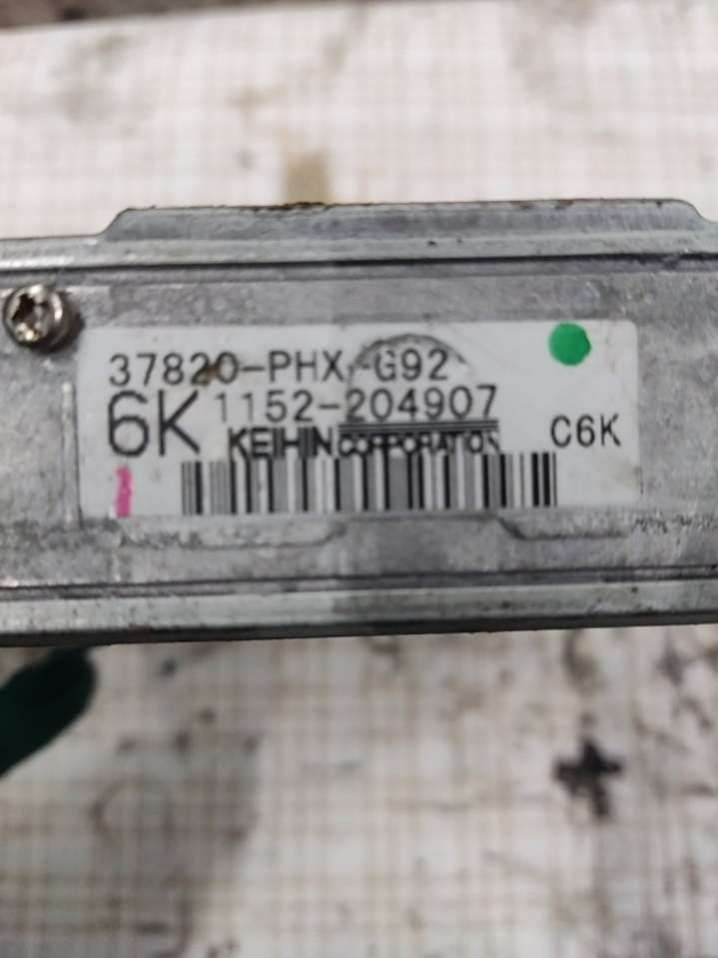 37820-PHX-G92
6K 1152-204907
KEIHIN CORPORATION
C6K